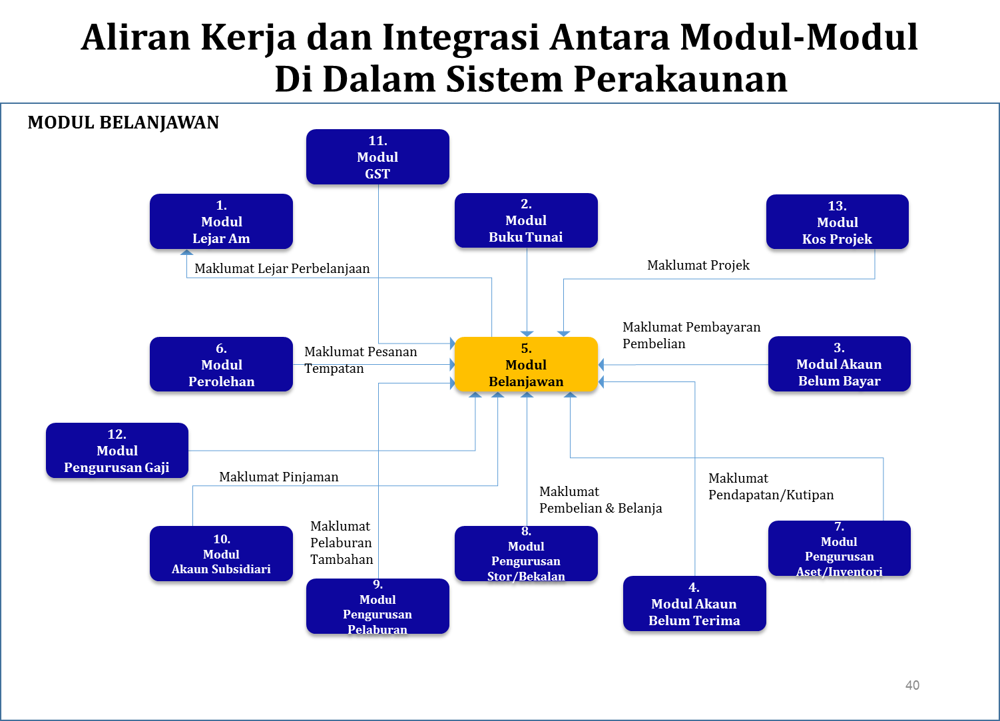 Aliran Kerja dan Integrasi Antara Modul-Modul
Di Dalam Sistem Perakaunan
MODUL BELANJAWAN
11.
Modul
GST
1.
Modul
Lejar Am
2.
Modul
Buku Tunai
13.
Modul
Kos Projek
Maklumat Lejar Perbelanjaan
Maklumat Projek
Maklumat Pembayaran
Pembelian
6.
Modul
Perolehan
Maklumat Pesanan
Tempatan
5.
Modul
Belanjawan
3.
Modul Akaun
Belum Bayar
12.
Modul
Pengurusan Gaji
Maklumat Pinjaman
Maklumat
Pembelian & Belanja
Maklumat
Pendapatan/Kutipan
10.
Modul
Akaun Subsidiari
Maklumat
Pelaburan
Tambahan
8.
Modul
Pengurusan
Stor/Bekalan
7.
Modul
Pengurusan
Aset/Inventori
9.
Modul
Pengurusan
Pelaburan
4.
Modul Akaun
Belum Terima
40